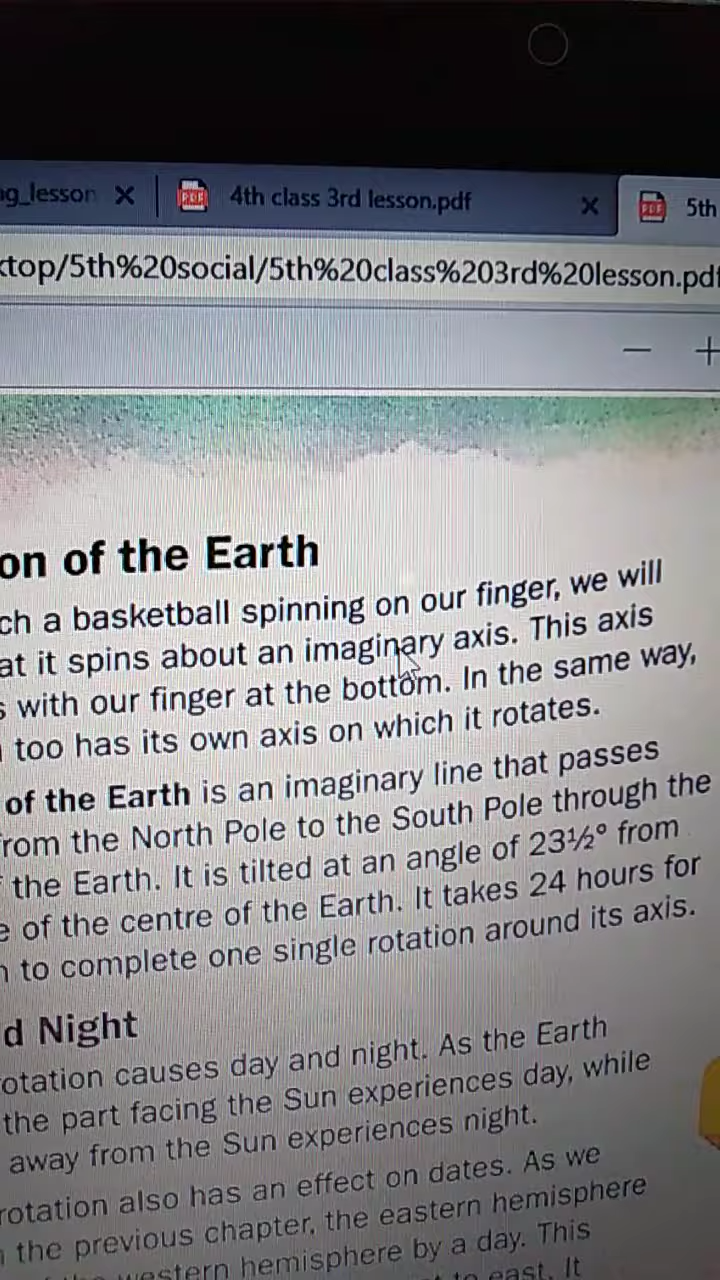 ng_lesson
4th class 3rd lesson.pdf
5th
ktop/5th%20social/5th%20class%203rd%20lesson.pdf
on of the Earth
ch a basketball spinning on our finger, we will
at it spins about an imaginary axis. This axis
s with our finger at the bottom. In the same way,
too has its own axis on which it rotates.
of the Earth is an imaginary line that passes
rom the North Pole to the South Pole through the
the Earth. It is tilted at an angle of 23½° from
e of the centre of the Earth. It takes 24 hours for
n to complete one single rotation around its axis.
d Night
otation causes day and night. As the Earth
the part facing the Sun experiences day, while
away from the Sun experiences night.
rotation also has an effect on dates. As we
the previous chapter, the eastern hemisphere
western hemisphere by a day. This
to east. It